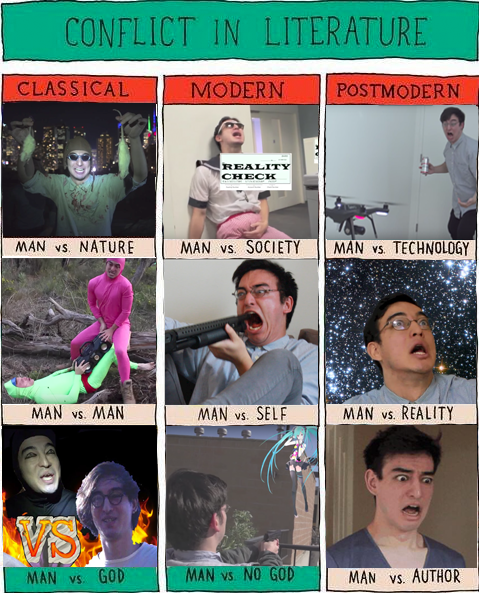 CONFLICT IN LITERATURE
CLASSICAL
MODERN
POSTMODERN
REALITY
CHECK
MAN vs. NATURE
MAN vs. SOCIETY
MAN vs. TECHNOLOGY
MAN vs. MAN
MAN vs. SELF
MAN vs. REALITY
VS
MAN vs. GOD
MAN vs. NO GOD
MAN vs. AUTHOR